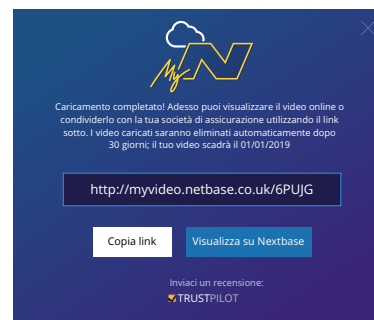 My N
Caricamento completato! Adesso puoi visualizzare il video online o
condividerlo con la tua società di assicurazione utilizzando il link
sotto. I video caricati saranno eliminati automaticamente dopo
30 giorni; il tuo video scadrà il 01/01/2019
http://myvideo.netbase.co.uk/6PUJG
Copia link
Visualizza su Nextbase
Inviaci un recensione:
TRUSTPILOT